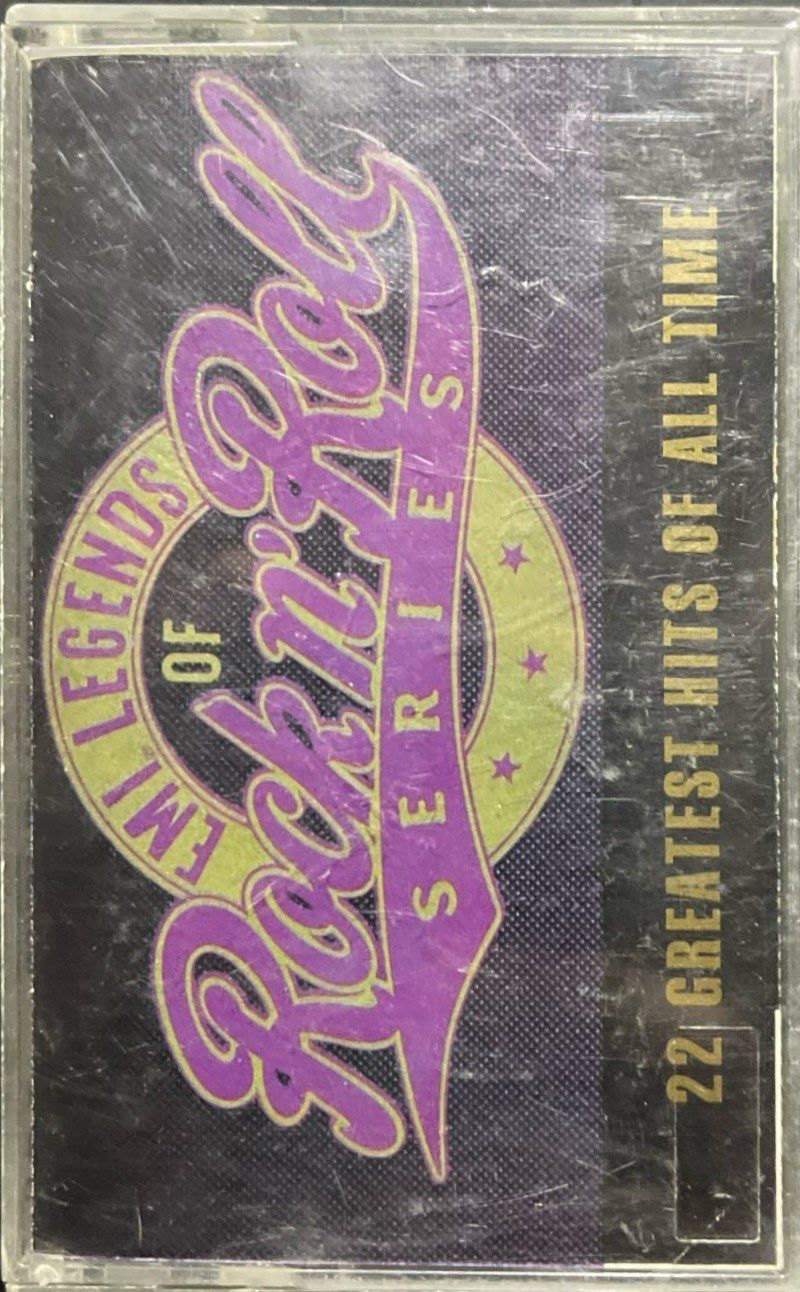 EMI LEGENDS
OF
Rock n' Roll
SERIES
22 GREATEST HITS OF ALL TIME